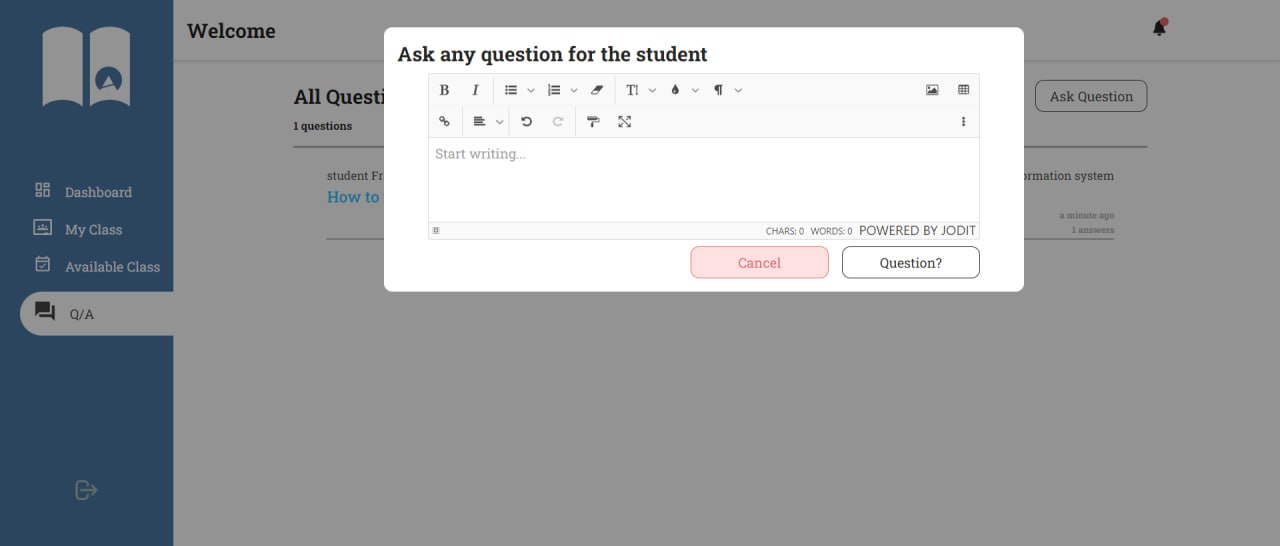 Welcome
Ask any question for the student
All Questi
Ask Question
1 questions
Start writing...
student Fr
ormation system
How to
a minute ago
1 answers
CHARS: 0 WORDS: 0 POWERED BY JODIT
Cancel
Question?
Dashboard
My Class
Available Class
Q/A